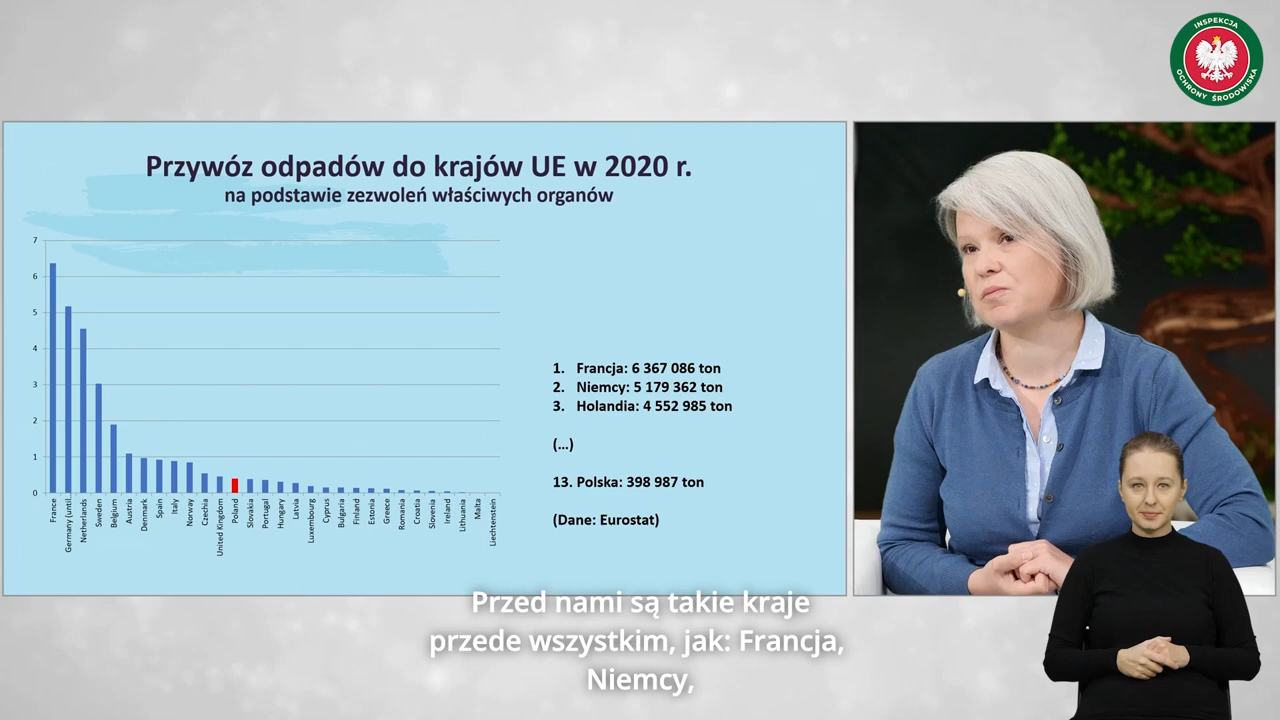 INSPEKCJA
OCHRONY ŚRODOWISKA
Przywóz odpadów do krajów UE w 2020 r.
na podstawie zezwoleń właściwych organów
7
6
5
4
3
2
1
0
France
Germany (until
Netherlands
Sweden
Belgium
Austria
Denmark
Spain
Italy
Norway
Czechia
United Kingdom
Poland
Slovakia
Portugal
Hungary
Latvia
Luxembourg
Cyprus
Bulgaria
Finland
Estonia
Greece
Romania
Croatia
Slovenia
Ireland
Lithuania
Malta
Liechtenstein
1. Francja: 6 367 086 ton
2. Niemcy: 5 179 362 ton
3. Holandia: 4 552 985 ton
(...)
13. Polska: 398 987 ton
(Dane: Eurostat)
Przed nami są takie kraje
przede wszystkim, jak: Francja,
Niemcy,